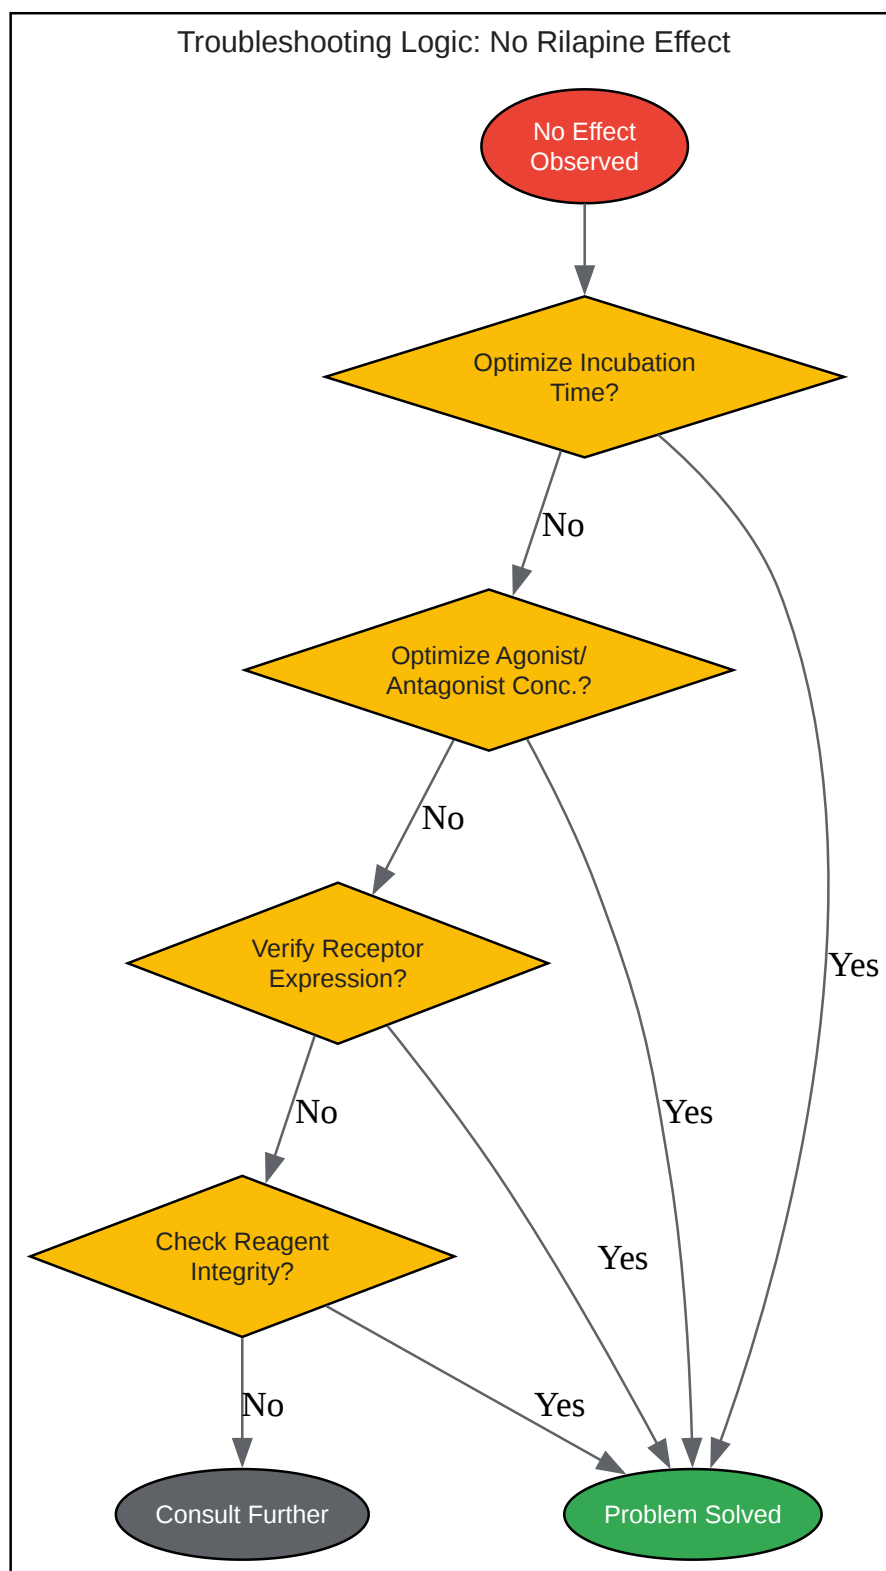 Troubleshooting Logic: No Rilapine Effect
No Effect
Observed
Optimize Incubation
Time?
No
Optimize Agonist/
Antagonist Conc.?
No
Verify Receptor
Expression?
Yes
No
Yes
Check Reagent
Integrity?
Yes
No
Yes
Consult Further
Problem Solved